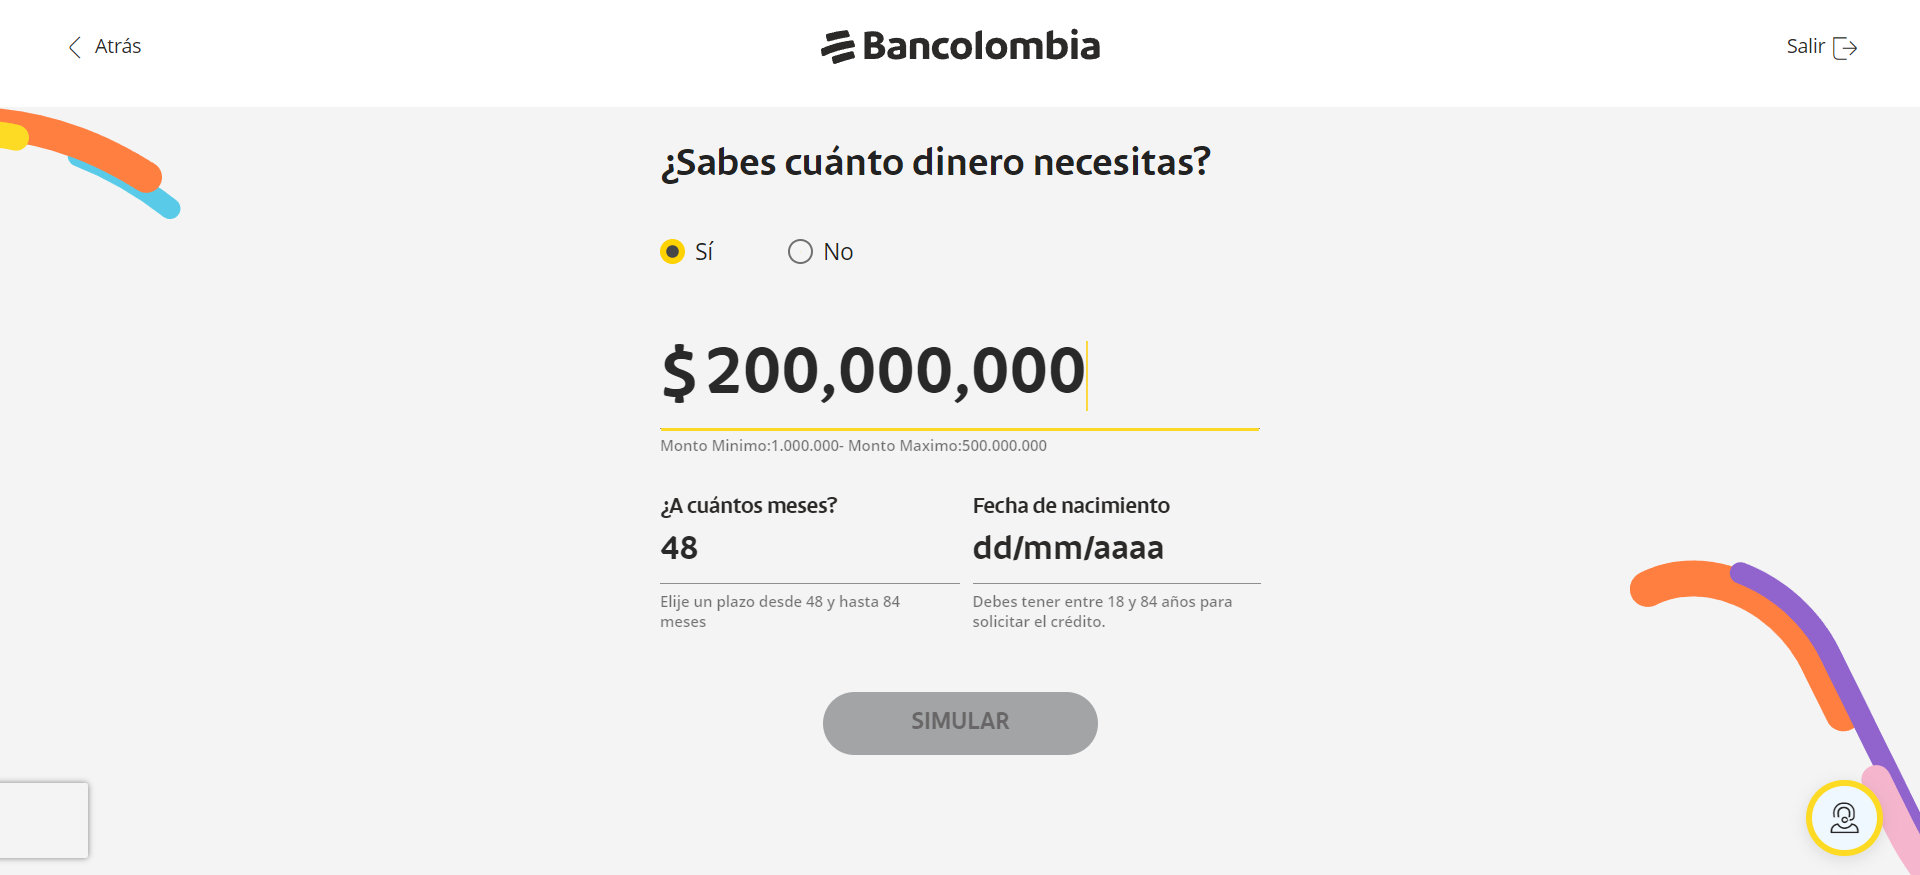 Atrás
Bancolombia
Salir
¿Sabes cuánto dinero necesitas?
Sí
No
$ 200,000,000
Monto Minimo:1.000.000- Monto Maximo:500.000.000
¿A cuántos meses?
48
Elije un plazo desde 48 y hasta 84
meses
Fecha de nacimiento
dd/mm/aaaa
Debes tener entre 18 y 84 años para
solicitar el crédito.
SIMULAR